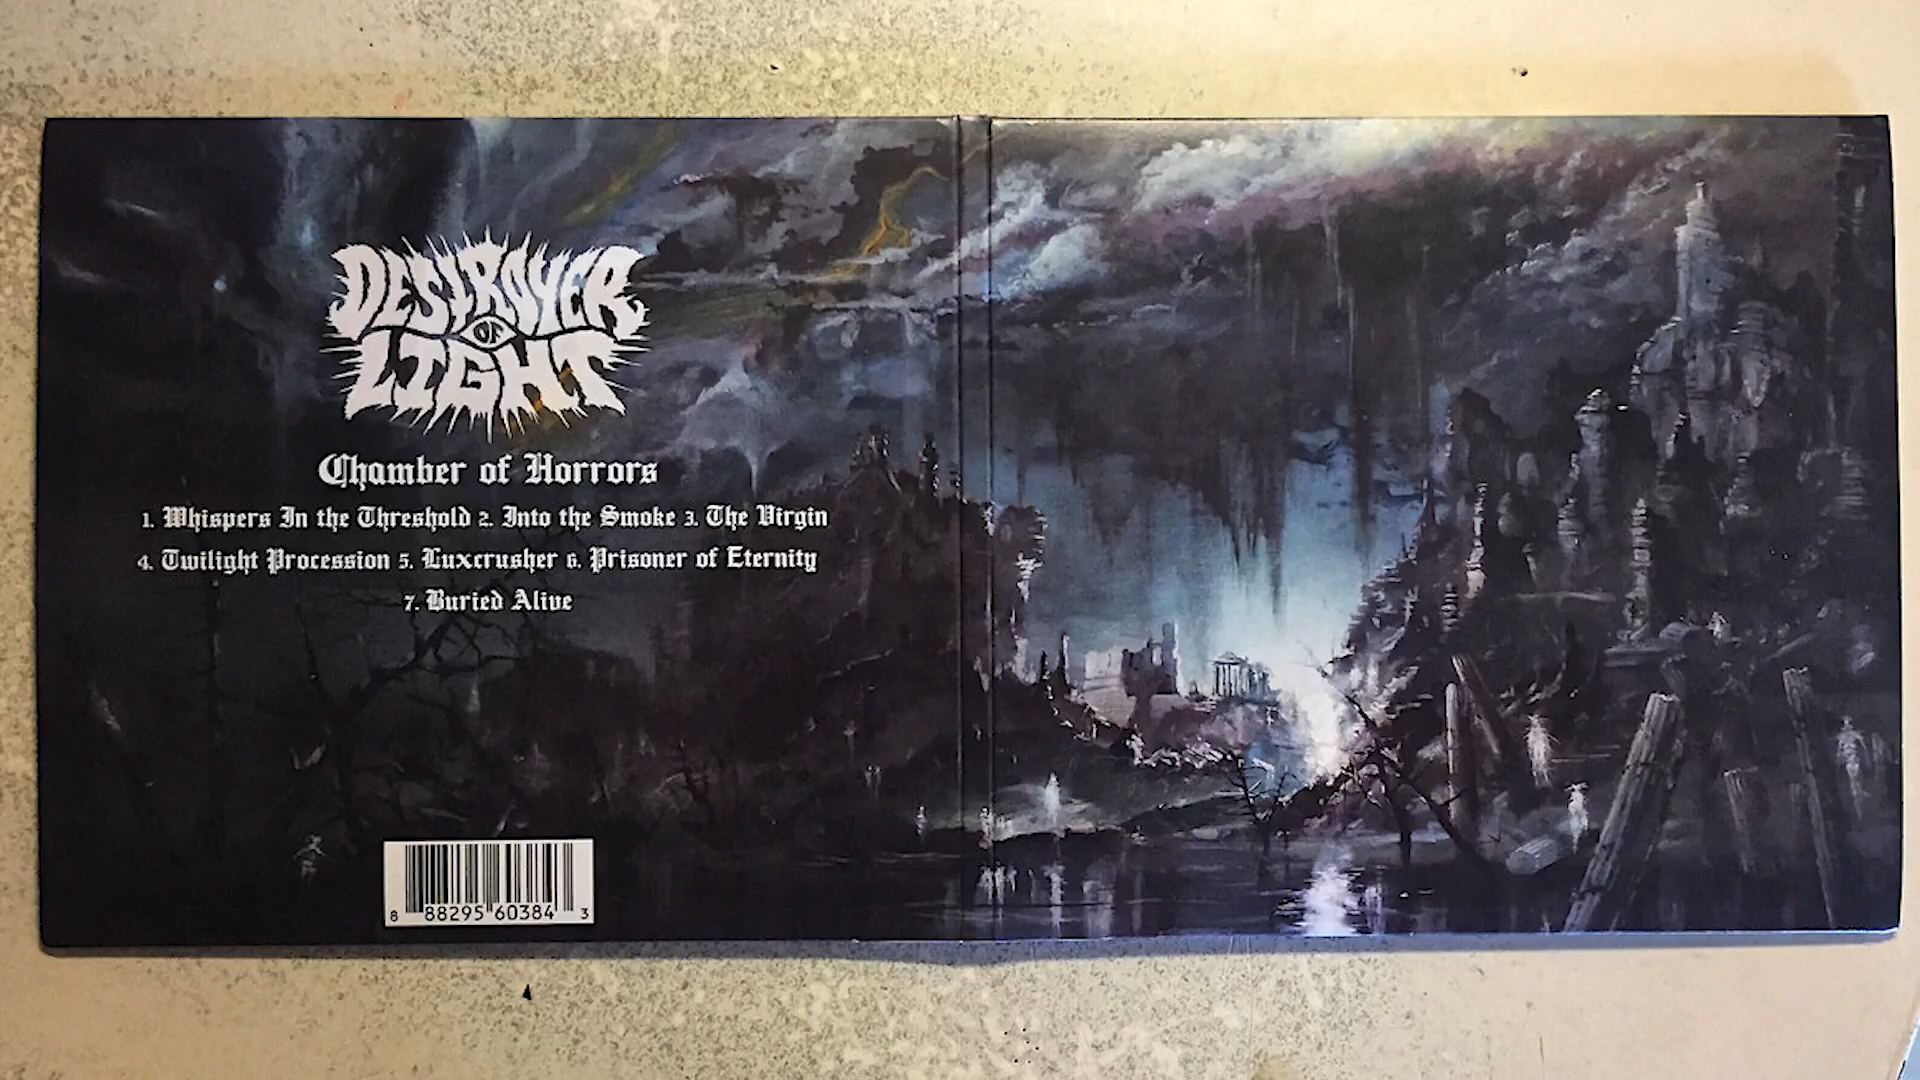 DESTROYER
OF
LIGHT
Chamber of Horrors
1. Whispers In the Threshold 2. Into the Smoke 3. The Virgin
4. Twilight Procession 5. Luxcrusher 6. Prisoner of Eternity
7. Buried Alive
8 88295 60384 3